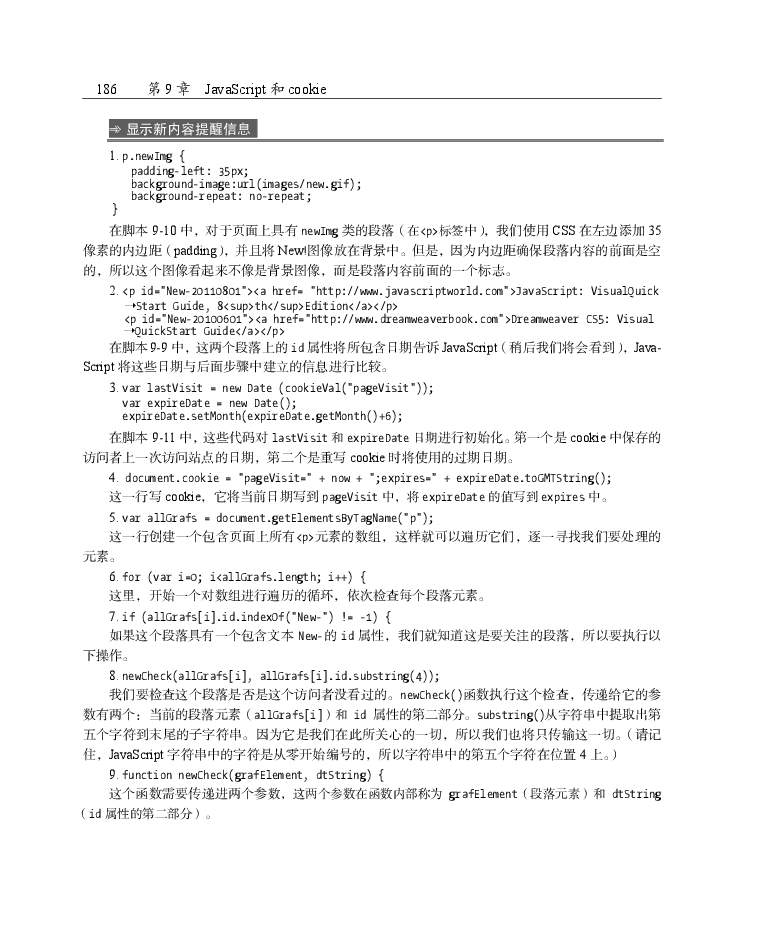 186 第 9 章 JavaScript 和 cookie
➾ 显示新内容提醒信息
1. p.newImg {
padding-left: 35px;
background-image:url(images/new.gif);
background-repeat: no-repeat;
}
在脚本 9-10 中，对于页面上具有 newImg 类的段落（在<p>标签中），我们使用 CSS 在左边添加 35
像素的内边距（padding），并且将 New!图像放在背景中。但是，因为内边距确保段落内容的前面是空
的，所以这个图像看起来不像是背景图像，而是段落内容前面的一个标志。
2. <p id="New-20110801"><a href= "http://www.javascriptworld.com">JavaScript: VisualQuick
→Start Guide, 8<sup>th</sup>Edition</a></p>
<p id="New-20100601"><a href="http://www.dreamweaverbook.com">Dreamweaver CS5: Visual
→QuickStart Guide</a></p>
在脚本9-9 中，这两个段落上的 id 属性将所包含日期告诉 JavaScript（稍后我们将会看到），Java-
Script 将这些日期与后面步骤中建立的信息进行比较。
3. var lastVisit = new Date (cookieVal("pageVisit"));
var expireDate = new Date();
expireDate.setMonth(expireDate.getMonth()+6);
在脚本 9-11 中，这些代码对 lastVisit 和 expireDate 日期进行初始化。第一个是 cookie 中保存的
访问者上一次访问站点的日期，第二个是重写 cookie 时将使用的过期日期。
4. document.cookie = "pageVisit=" + now + ";expires=" + expireDate.toGMTString();
这一行写 cookie，它将当前日期写到 pageVisit 中，将 expireDate 的值写到 expires 中。
5. var allGrafs = document.getElementsByTagName("p");
这一行创建一个包含页面上所有<p>元素的数组，这样就可以遍历它们，逐一寻找我们要处理的
元素。
6. for (var i=0; i<allGrafs.length; i++) {
这里，开始一个对数组进行遍历的循环，依次检查每个段落元素。
7. if (allGrafs[i].id.indexOf("New-") != -1) {
如果这个段落具有一个包含文本 New-的 id 属性，我们就知道这是要关注的段落，所以要执行以
下操作。
8. newCheck(allGrafs[i], allGrafs[i].id.substring(4));
我们要检查这个段落是否是这个访问者没看过的。newCheck()函数执行这个检查，传递给它的参
数有两个：当前的段落元素（allGrafs[i]）和 id 属性的第二部分。substring()从字符串中提取出第
五个字符到末尾的子字符串。因为它是我们在此所关心的一切，所以我们也将只传输这一切。（请记
住，JavaScript 字符串中的字符是从零开始编号的，所以字符串中的第五个字符在位置 4 上。）
9. function newCheck(grafElement, dtString) {
这个函数需要传递进两个参数，这两个参数在函数内部称为 grafElement（段落元素）和 dtString
（id 属性的第二部分）。